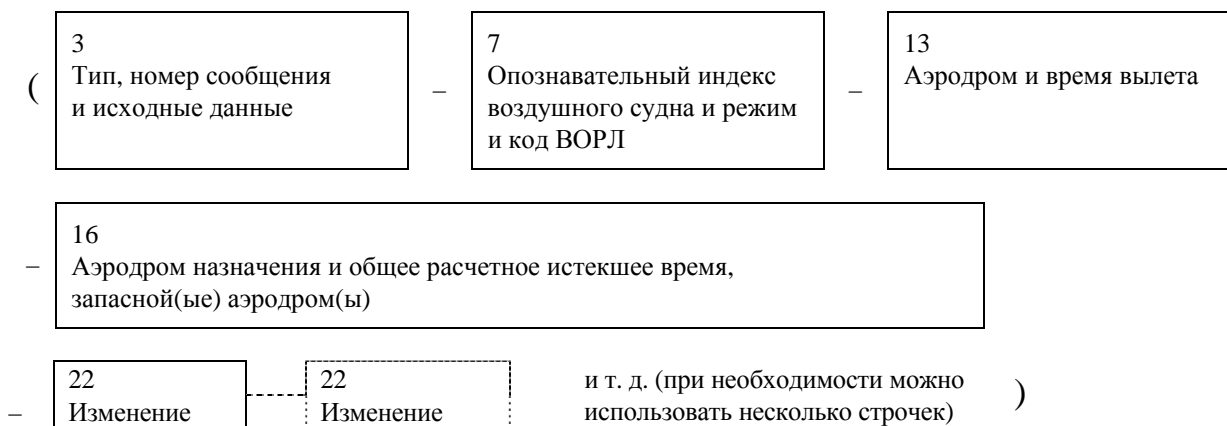 3
Тип, номер сообщения
и исходные данные
(
–
7
Опознавательный индекс
воздушного судна и режим
и код ВОРЛ
–
13
Аэродром и время вылета
–
16
Аэродром назначения и общее расчетное истекшее время,
запасной(ые) аэродром(ы)
–
22
Изменение
22
Изменение
и т. д. (при необходимости можно
использовать несколько строчек)
)